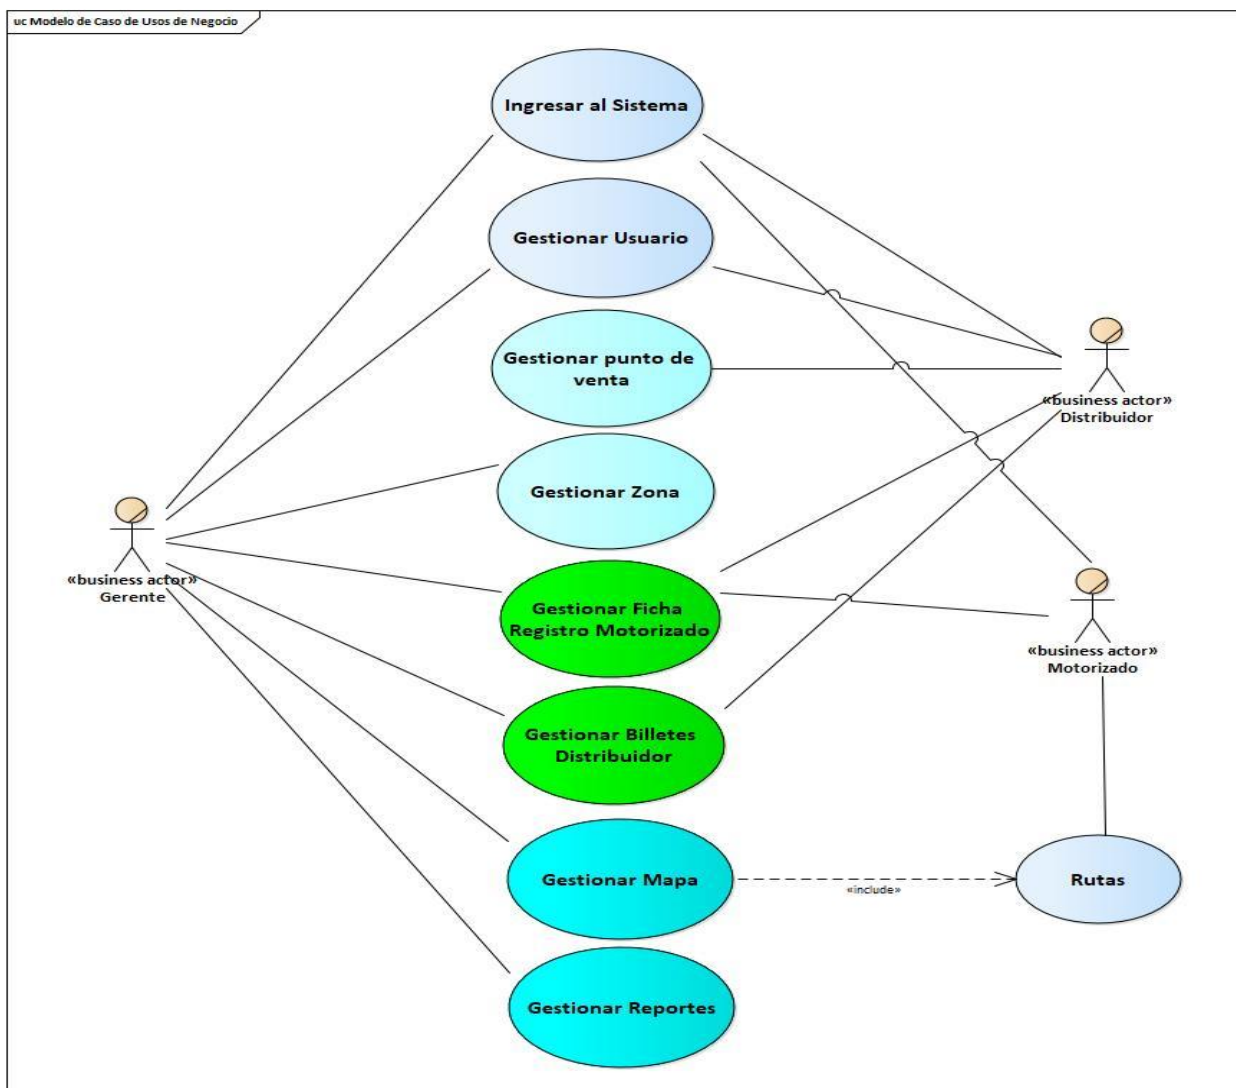 uc Modelo de Caso de Usos de Negocio
Ingresar al Sistema
Gestionar Usuario
Gestionar punto de
venta
«business actor»
Distribuidor
Gestionar Zona
«business actor»
Gerente
Gestionar Ficha
Registro Motorizado
«business actor»
Motorizado
Gestionar Billetes
Distribuidor
Gestionar Mapa
«include»
Rutas
Gestionar Reportes